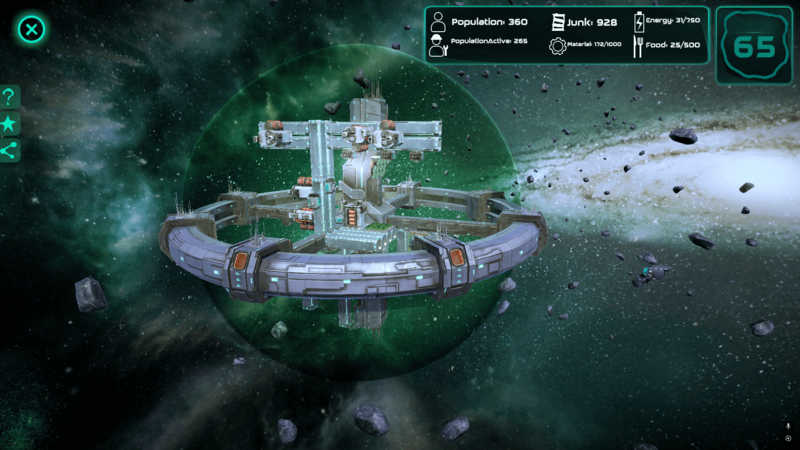 Population: 360
Junk: 928
Energy: 31/750
PopulationActive: 265
Material: 172/1000
Food: 25/500
65
?